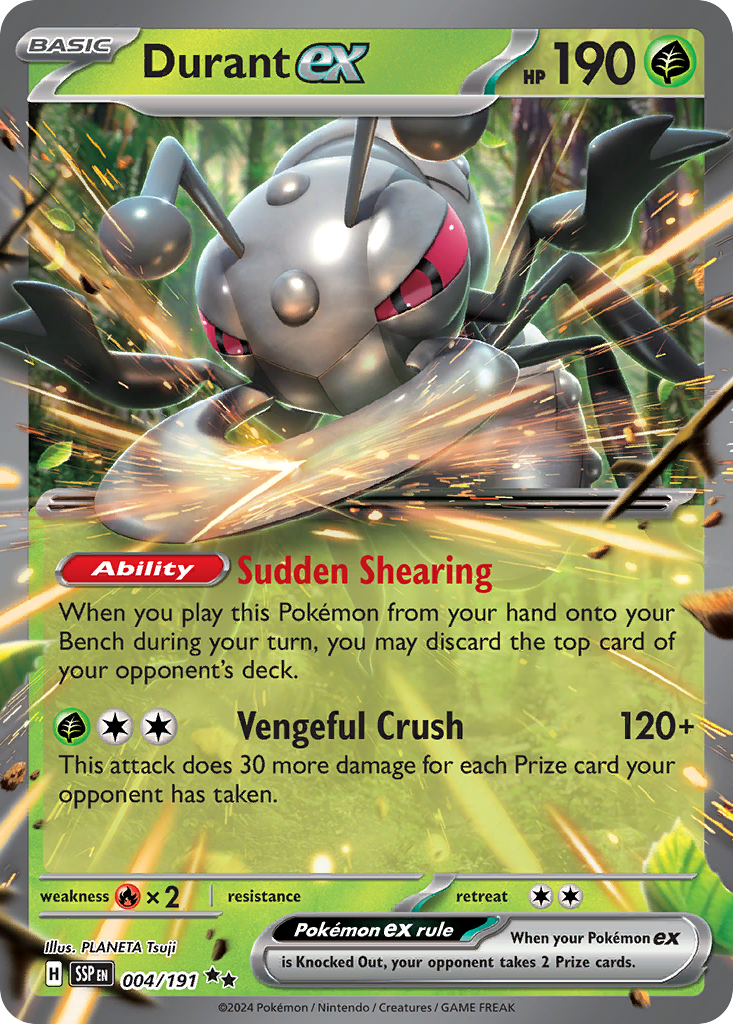 BASIC
Durant ex HP 190
Ability Sudden Shearing
When you play this Pokémon from your hand onto your
Bench during your turn, you may discard the top card of
your opponent's deck.
Vengeful Crush 120+
This attack does 30 more damage for each Prize card your
opponent has taken.
weakness ×2 resistance retreat
Illus. PLANETA Tsuji
Pokémon ex rule When your Pokémon ex
is Knocked Out, your opponent takes 2 Prize cards.
H SSP EN 004/191
©2024 Pokémon / Nintendo / Creatures / GAME FREAK